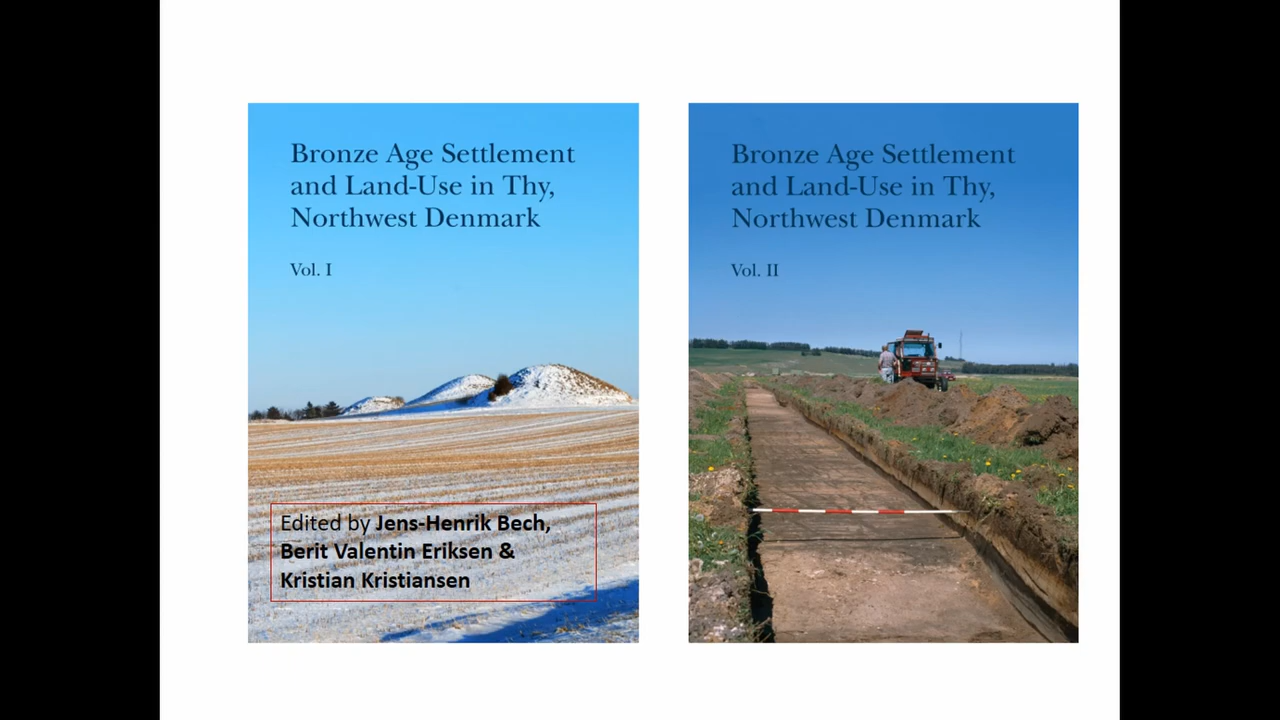 Bronze Age Settlement
and Land-Use in Thy,
Northwest Denmark
Vol. I
Edited by Jens-Henrik Bech,
Berit Valentin Eriksen &
Kristian Kristiansen
Bronze Age Settlement
and Land-Use in Thy,
Northwest Denmark
Vol. II